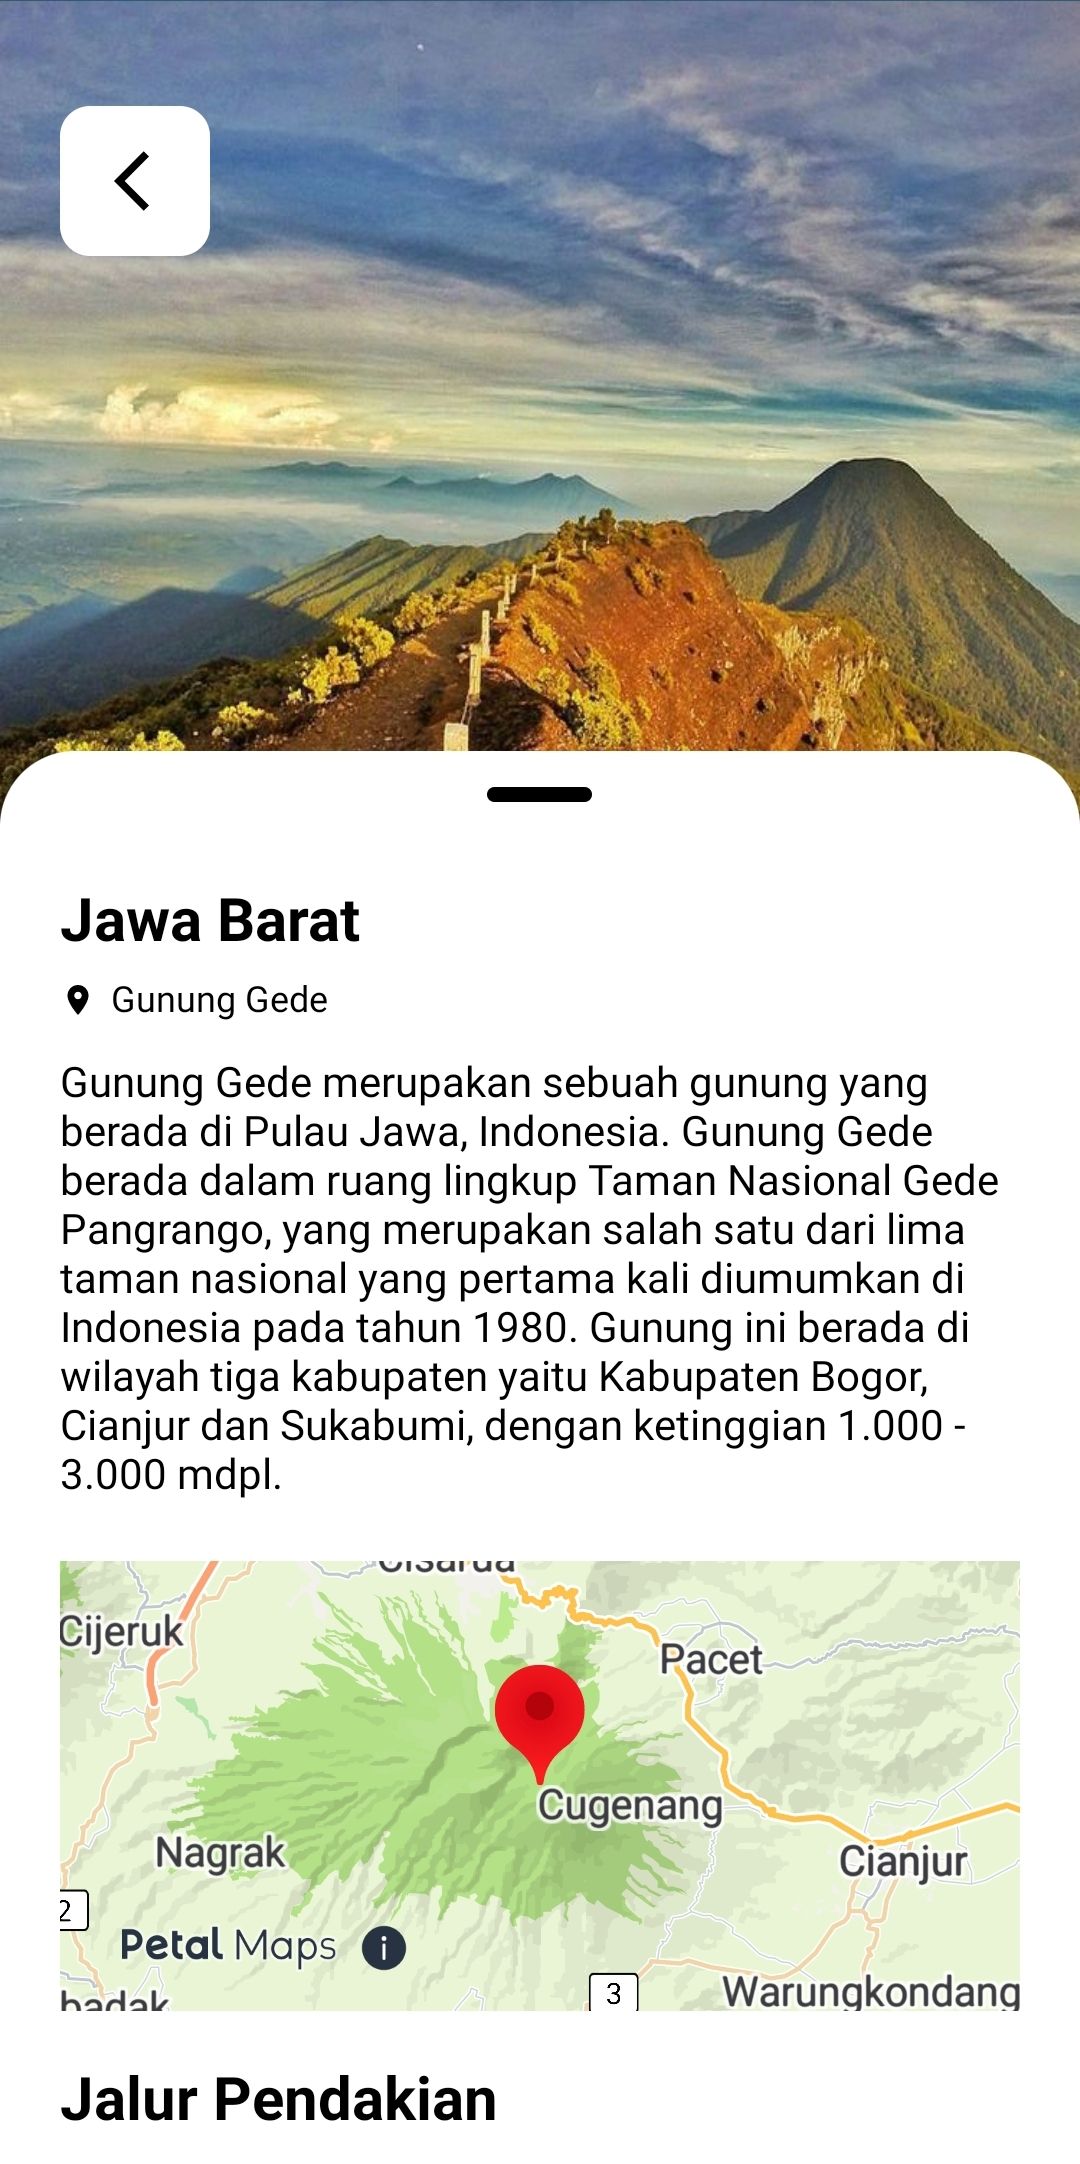 Jawa Barat
Gunung Gede
Gunung Gede merupakan sebuah gunung yang
berada di Pulau Jawa, Indonesia. Gunung Gede
berada dalam ruang lingkup Taman Nasional Gede
Pangrango, yang merupakan salah satu dari lima
taman nasional yang pertama kali diumumkan di
Indonesia pada tahun 1980. Gunung ini berada di
wilayah tiga kabupaten yaitu Kabupaten Bogor,
Cianjur dan Sukabumi, dengan ketinggian 1.000 -
3.000 mdpl.
Cisarua
Cijeruk
Pacet
Cugenang
Nagrak
Cianjur
2
Petal Maps i
3
Warungkondang
badak
Jalur Pendakian